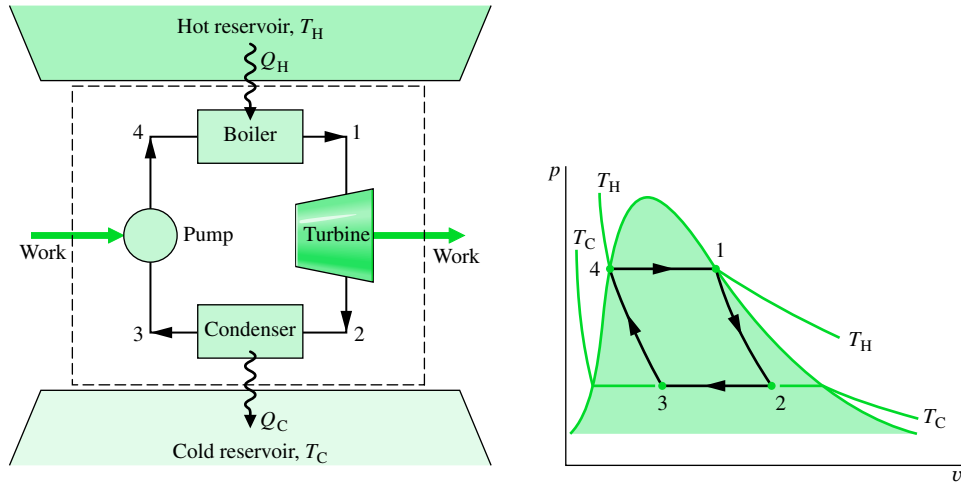 Hot reservoir, T_H
Q_H
4
Boiler
1
Work
Pump
Turbine
Work
3
Condenser
2
Q_C
Cold reservoir, T_C
p
T_H
T_C
4
1
T_H
3
2
T_C
v